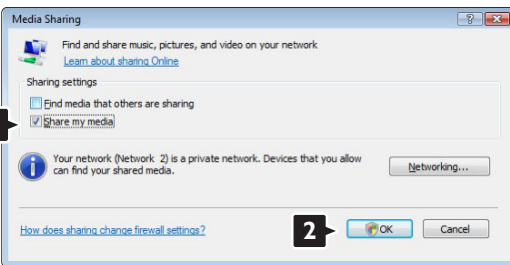 Media Sharing
Find and share music, pictures, and video on your network
Learn about sharing Online
Sharing settings
Find media that others are sharing
Share my media
Your network (Network 2) is a private network. Devices that you allow
can find your shared media.
Networking...
How does sharing change firewall settings?
2
OK
Cancel